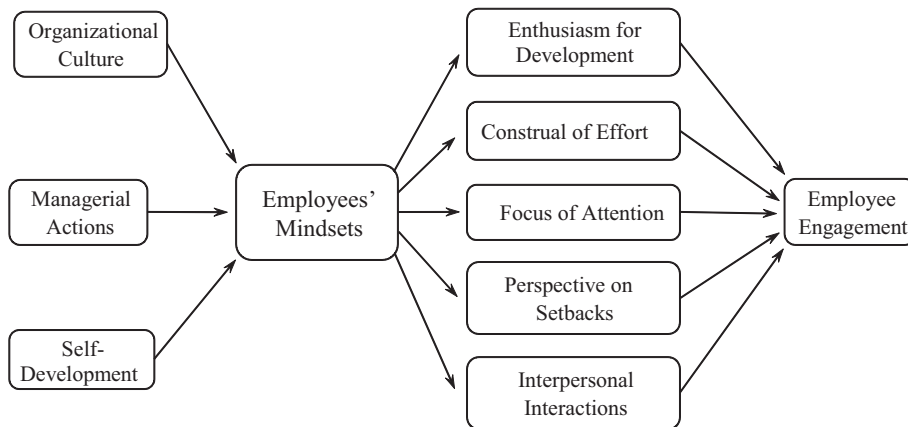 Organizational
Culture
Managerial
Actions
Self-
Development
Employees’
Mindsets
Enthusiasm for
Development
Construal of Effort
Focus of Attention
Perspective on
Setbacks
Interpersonal
Interactions
Employee
Engagement